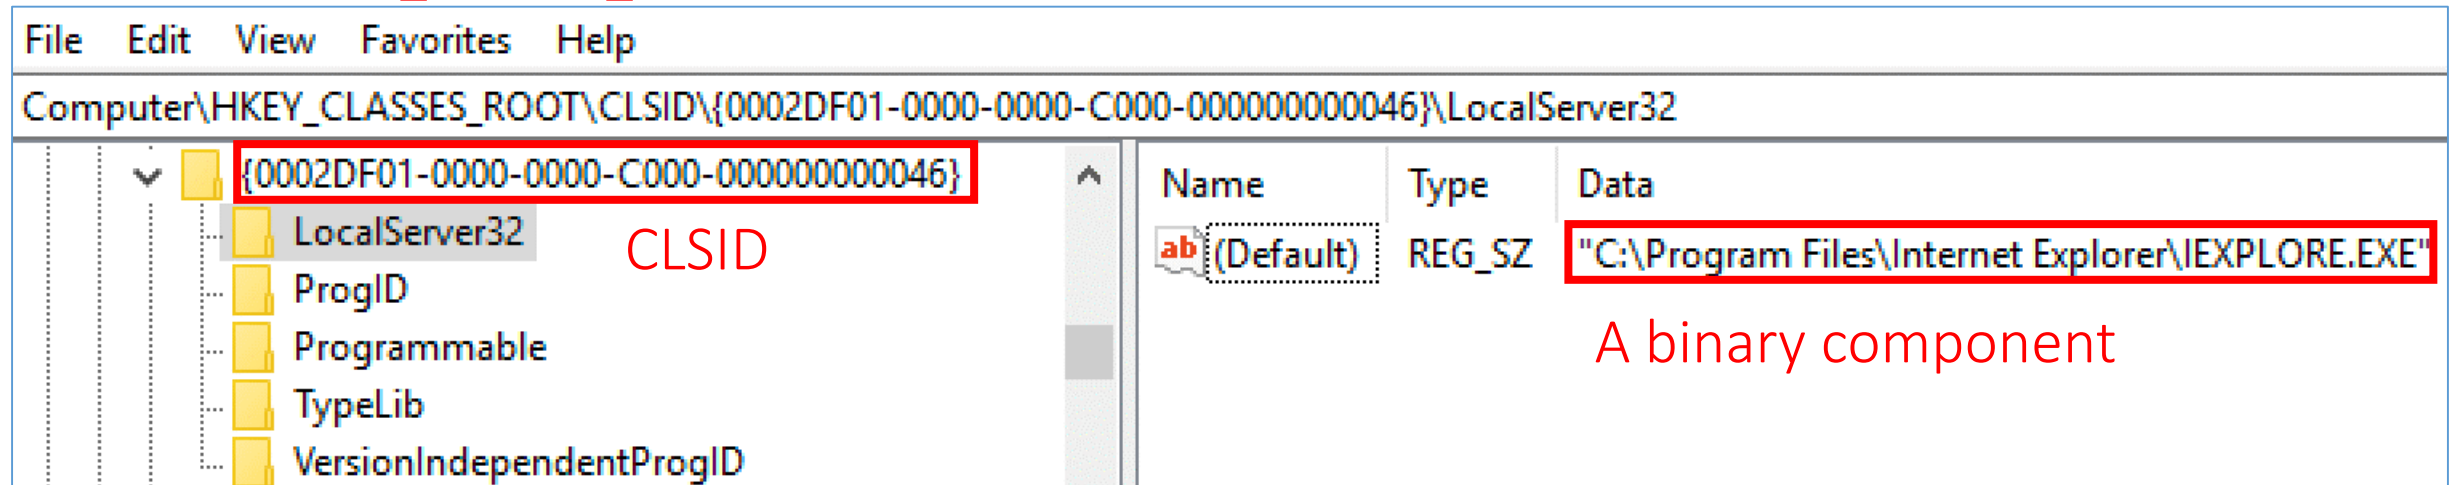 File Edit View Favorites Help
Computer\HKEY_CLASSES_ROOT\CLSID\{0002DF01-0000-0000-C000-000000000046}\LocalServer32
{0002DF01-0000-0000-C000-000000000046}
LocalServer32
ProgID
Programmable
TypeLib
VersionIndependentProgID
CLSID
Name Type Data
ab (Default) REG_SZ "C:\Program Files\Internet Explorer\IEXPLORE.EXE"
A binary component